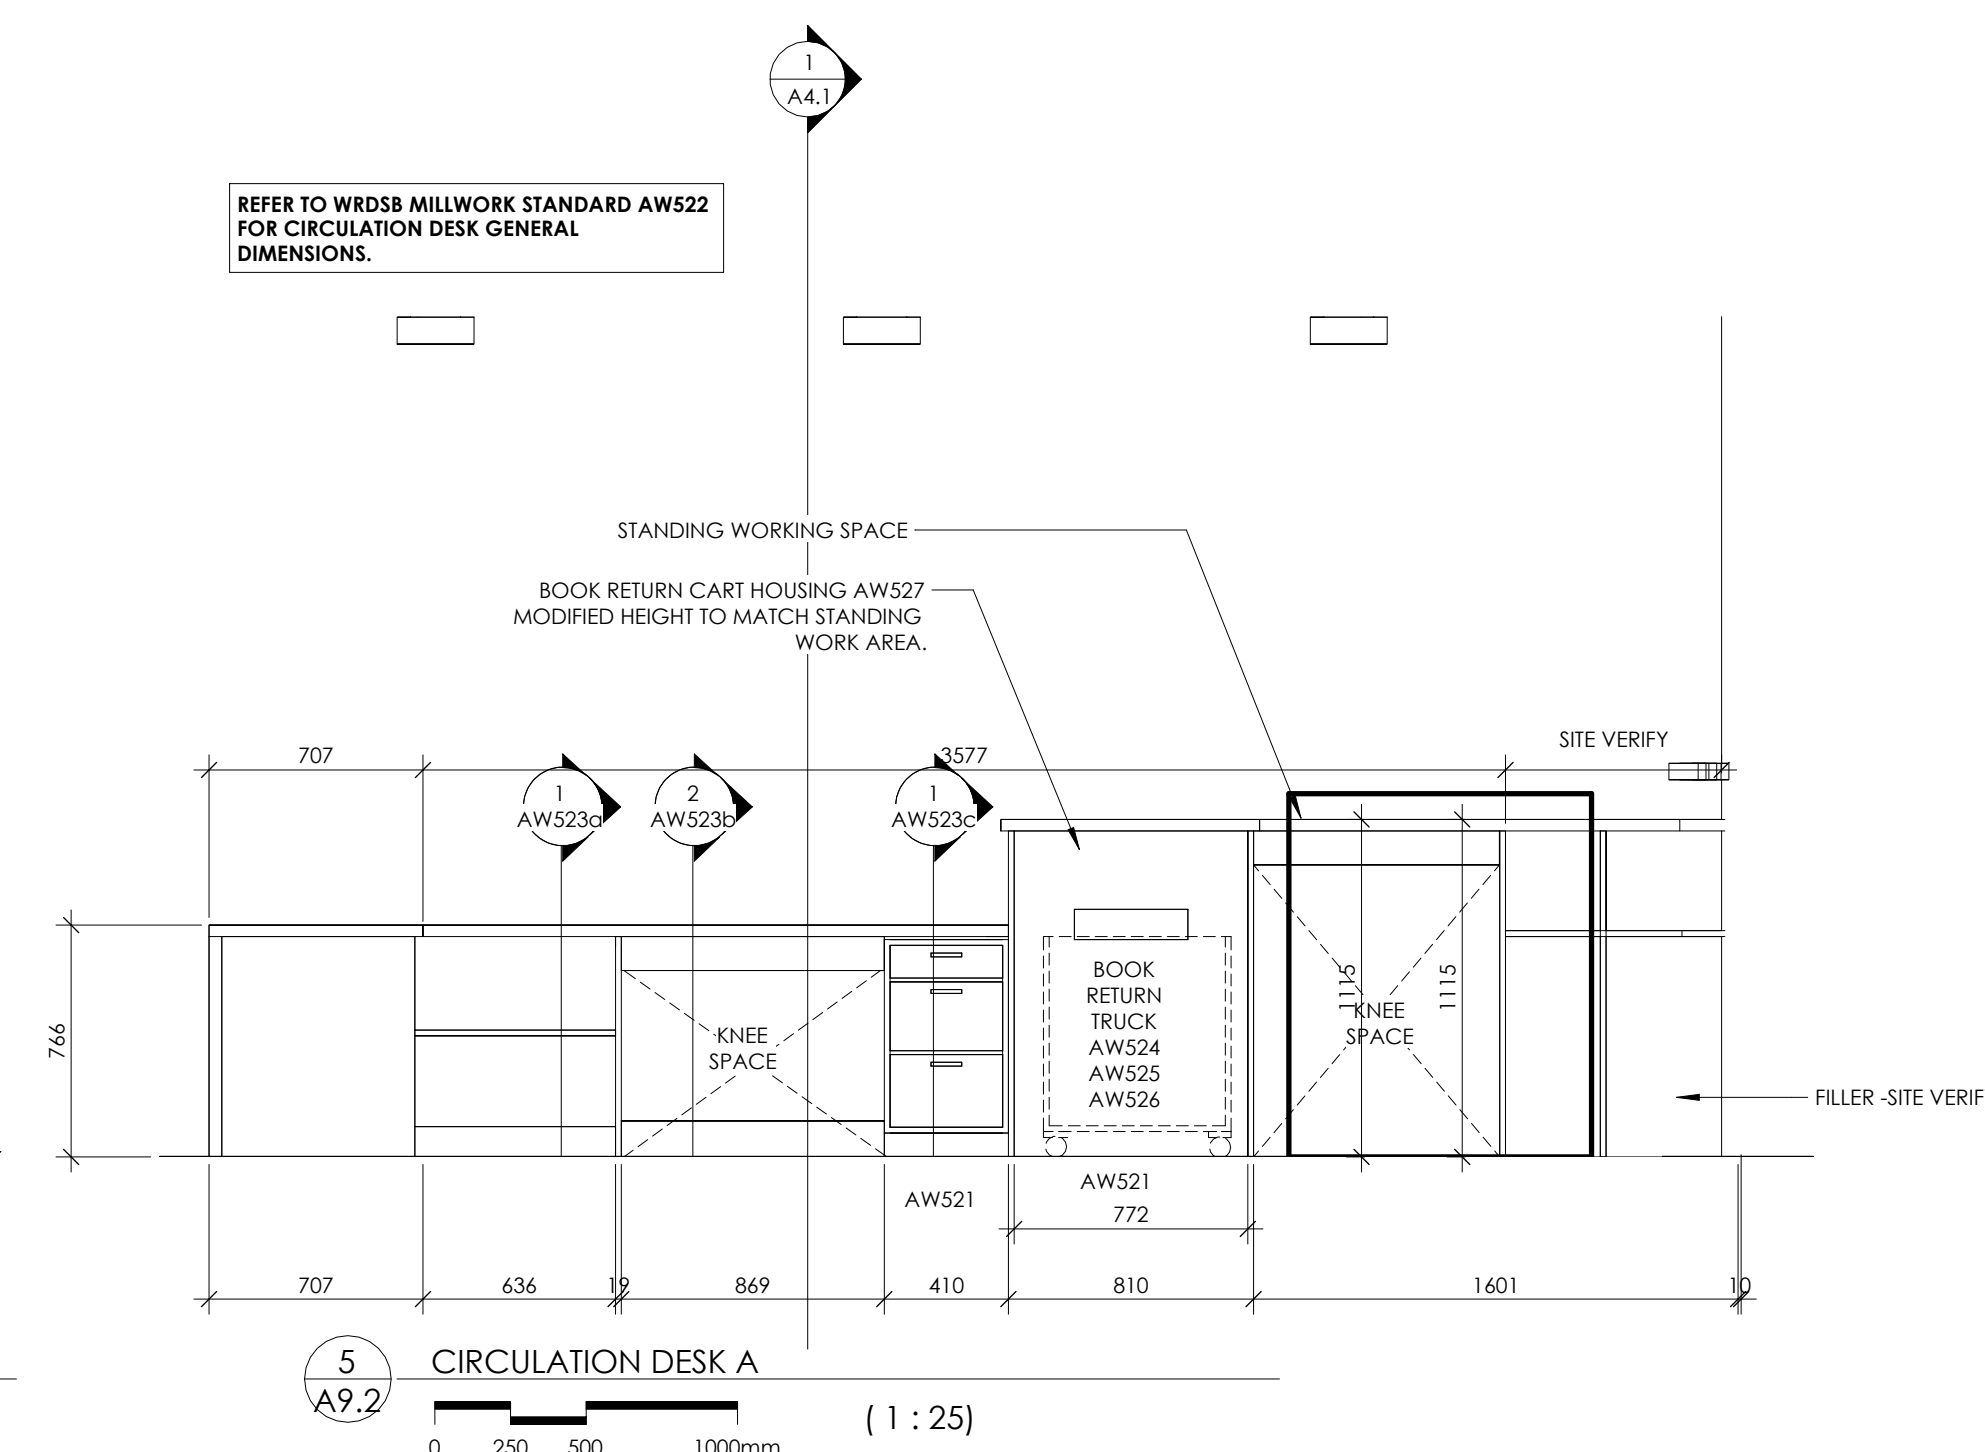 1
A4.1
REFER TO WRDSB MILLWORK STANDARD AW522
FOR CIRCULATION DESK GENERAL
DIMENSIONS.
STANDING WORKING SPACE
BOOK RETURN CART HOUSING AW527
MODIFIED HEIGHT TO MATCH STANDING
WORK AREA.
SITE VERIFY
707
3577
1
AW523a
2
AW523b
1
AW523c
766
KNEE
SPACE
BOOK
RETURN
TRUCK
AW524
AW525
AW526
1115
1115
KNEE
SPACE
FILLER -SITE VERIF
AW521
AW521
772
707
636
19
869
410
810
1601
10
5
A9.2
CIRCULATION DESK A
( 1 : 25)
0
250
500
1000mm